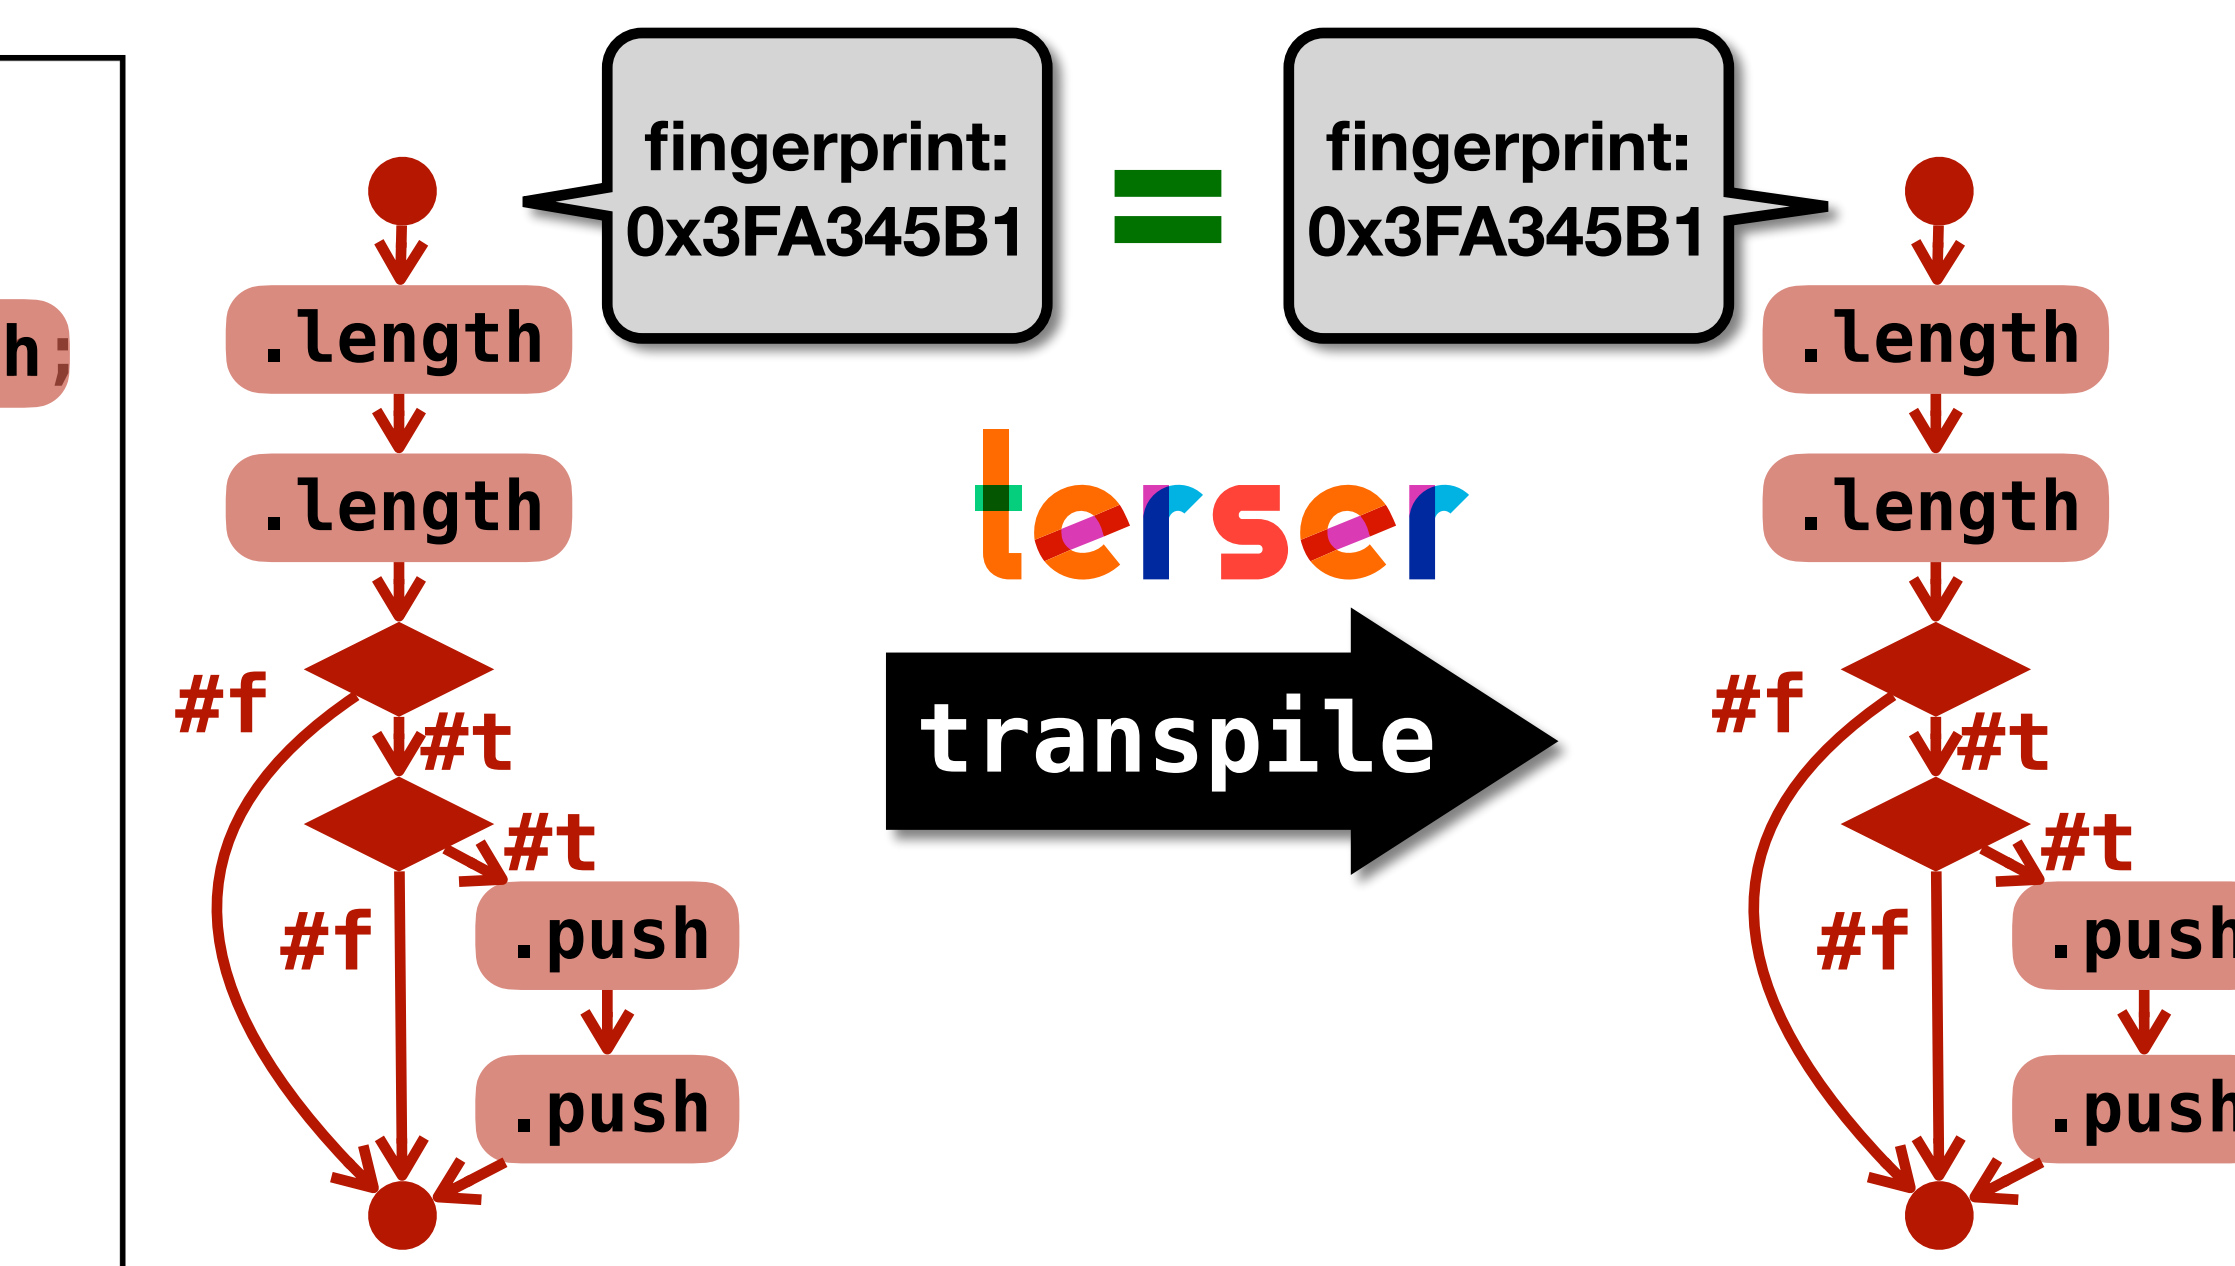 fingerprint:
0x3FA345B1
fingerprint:
0x3FA345B1
h;
.length
.length
#f
#t
#t
#f
.push
.push
terser
transpile
.length
.length
#f
#t
#t
#f
.push
.push